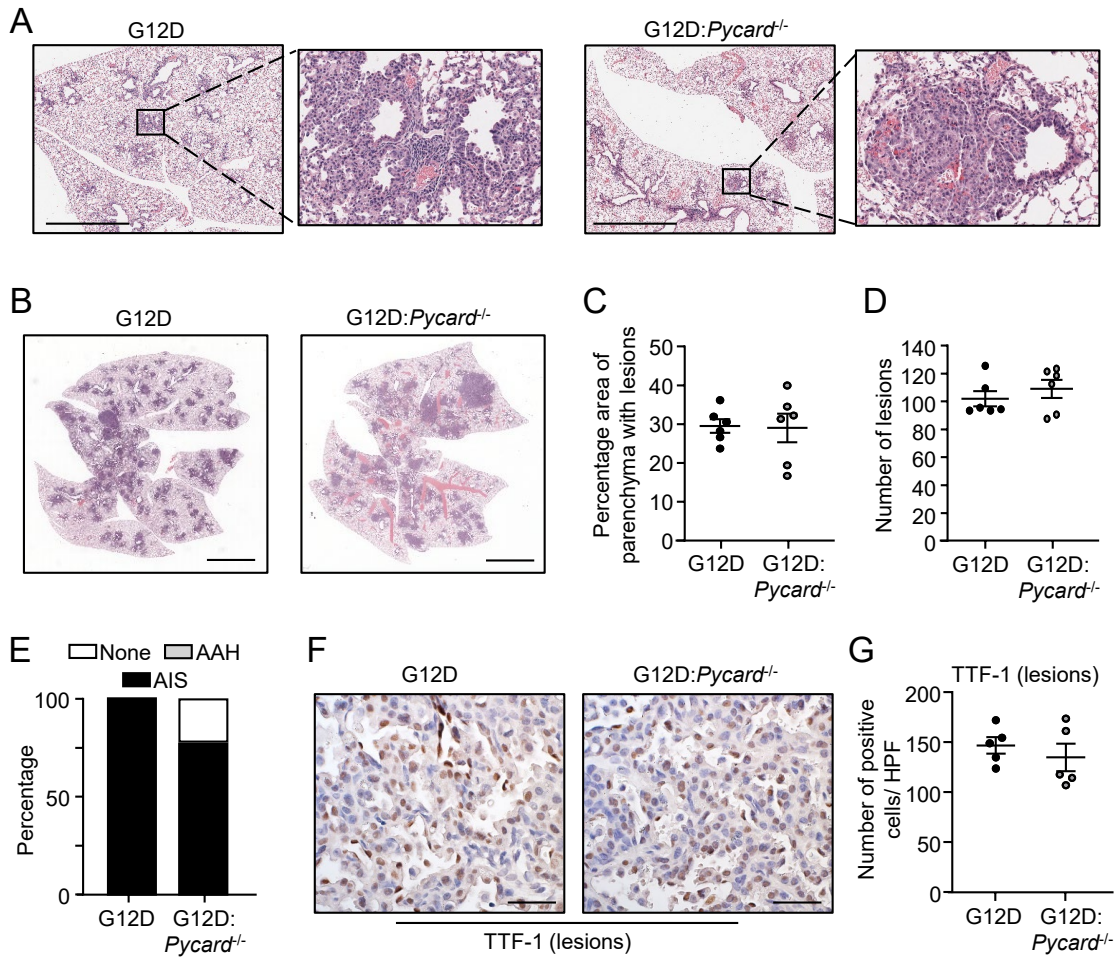 A
G12D
G12D:Pycard-/-
B
G12D
G12D:Pycard-/-
C
Percentage area of
parenchyma with lesions
50
40
30
20
10
0
G12D
G12D:
Pycard-/-
D
Number of lesions
140
120
100
80
60
40
20
0
G12D
G12D:
Pycard-/-
E
None AAH
AIS
Percentage
100
50
0
G12D
G12D:
Pycard-/-
F
G12D
G12D:Pycard-/-
TTF-1 (lesions)
G
TTF-1 (lesions)
Number of positive
cells/ HPF
200
150
100
50
0
G12D
G12D:
Pycard-/-